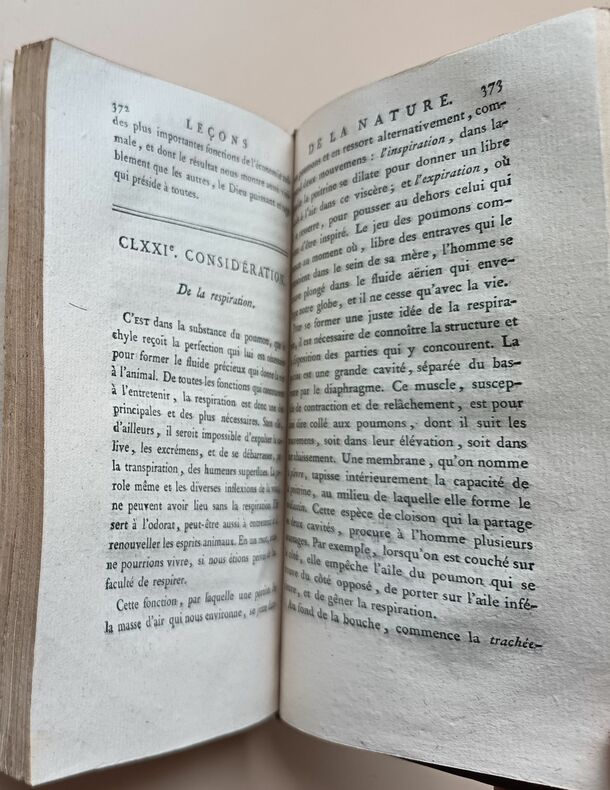 372
LEÇONS
des plus importantes fonctions de l'économie
male, et dont le résultat nous montre
blement que les autres, le Dieu puissant
qui préside à toutes.
CLXXIe. CONSIDÉRATION.
De la respiration.
C'EST dans la substance du poumon, que
chyle reçoit la perfection qui lui est
pour former le fluide précieux qui donne
à l'animal. De toutes les fonctions qui
à l'entretenir, la respiration est donc une
principales et des plus nécessaires. Sans
d'ailleurs, il seroit impossible d'expulser
live, les excrémens, et de se débarrasser,
la transpiration, des humeurs superflues.
role même et les diverses inflexions de la
ne peuvent avoir lieu sans la respiration.
sert à l'odorat, peut-être aussi à
renouveller les esprits animaux. En un mot,
ne pourrions vivre, si nous étions
faculté de respirer.
Cette fonction, par laquelle une
la masse d'air qui nous environne, se
DE LA NATURE. 373
poumons et en ressort alternativement, com-
deux mouvemens : l'inspiration, dans la-
la poitrine se dilate pour donner un libre
à l'air dans ce viscère; et l'expiration, où
resserre, pour pousser au dehors celui qui
d'être inspiré. Le jeu des poumons com-
au moment où, libre des entraves qui le
dans le sein de sa mère, l'homme se
plongé dans le fluide aërien qui enve-
notre globe, et il ne cesse qu'avec la vie.
Pour se former une juste idée de la respira-
il est nécessaire de connoître la structure et
disposition des parties qui y concourent. La
est une grande cavité, séparée du bas-
par le diaphragme. Ce muscle, suscep-
de contraction et de relâchement, est pour
dire collé aux poumons, dont il suit les
soit dans leur élévation, soit dans
abaissement. Une membrane, qu'on nomme
tapisse intérieurement la capacité de
poitrine, au milieu de laquelle elle forme le
Cette espèce de cloison qui la partage
deux cavités, procure à l'homme plusieurs
Par exemple, lorsqu'on est couché sur
côté, elle empêche l'aile du poumon qui se
du côté opposé, de porter sur l'aile infé-
et de gêner la respiration.
Au fond de la bouche, commence la trachée-